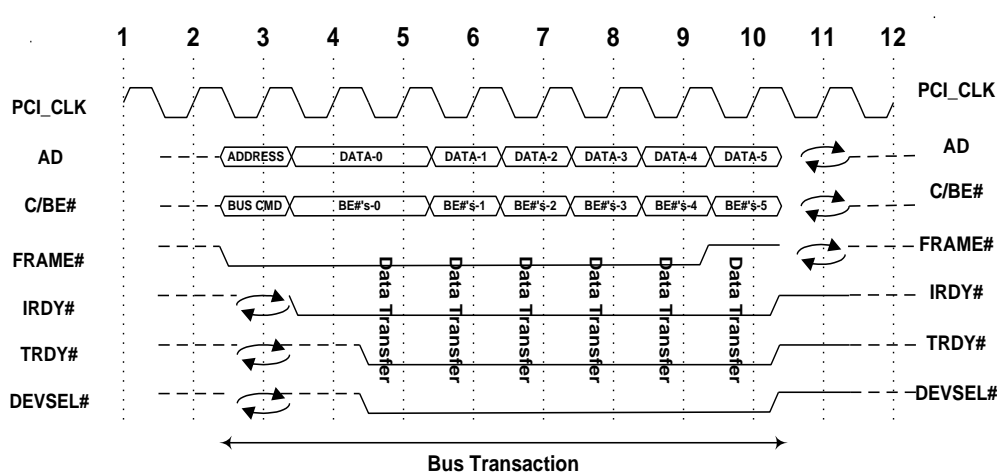 1 2 3 4 5 6 7 8 9 10 11 12
PCI_CLK PCI_CLK
AD ADDRESS DATA-0 DATA-1 DATA-2 DATA-3 DATA-4 DATA-5 AD
C/BE# BUS CMD BE#'s-0 BE#'s-1 BE#'s-2 BE#'s-3 BE#'s-4 BE#'s-5 C/BE#
FRAME# FRAME#
IRDY# IRDY#
TRDY# TRDY#
DEVSEL# DEVSEL#
Data Transfer
Data Transfer
Data Transfer
Data Transfer
Data Transfer
Data Transfer
Bus Transaction